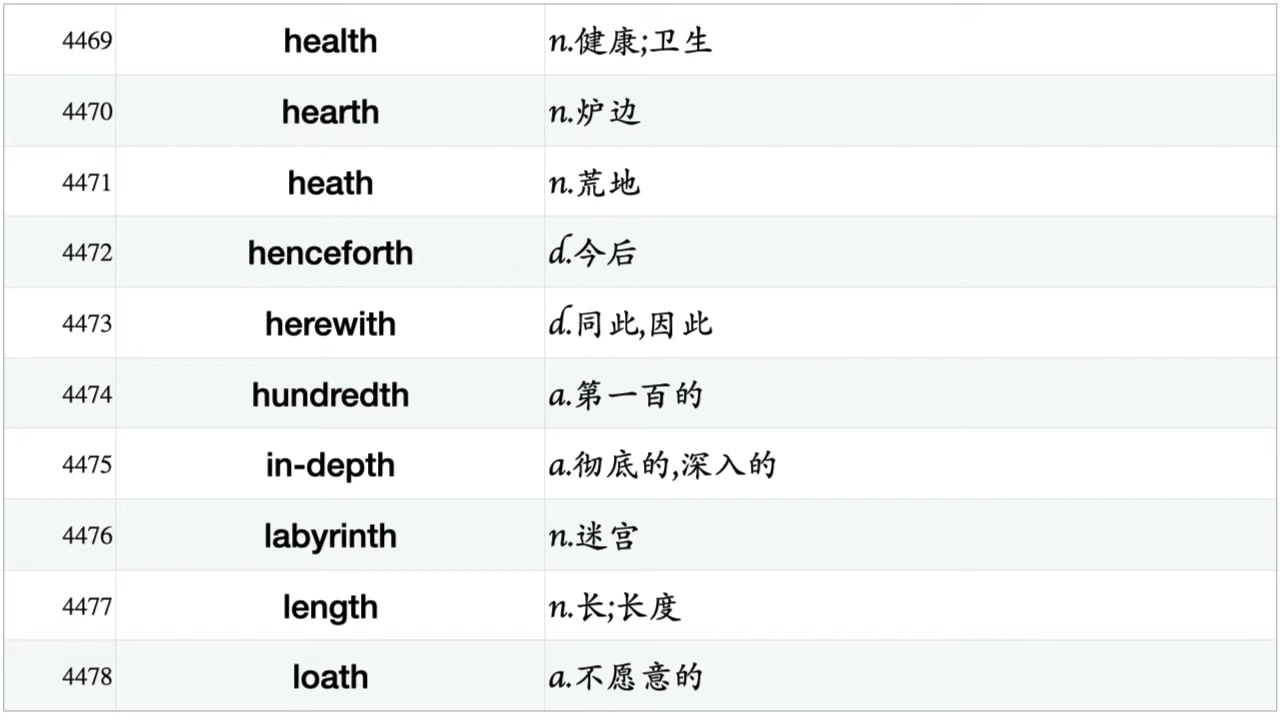 4469 health n.健康;卫生
4470 hearth n.炉边
4471 heath n.荒地
4472 henceforth d.今后
4473 herewith d.同此,因此
4474 hundredth a.第一百的
4475 in-depth a.彻底的,深入的
4476 labyrinth n.迷宫
4477 length n.长;长度
4478 loath a.不愿意的